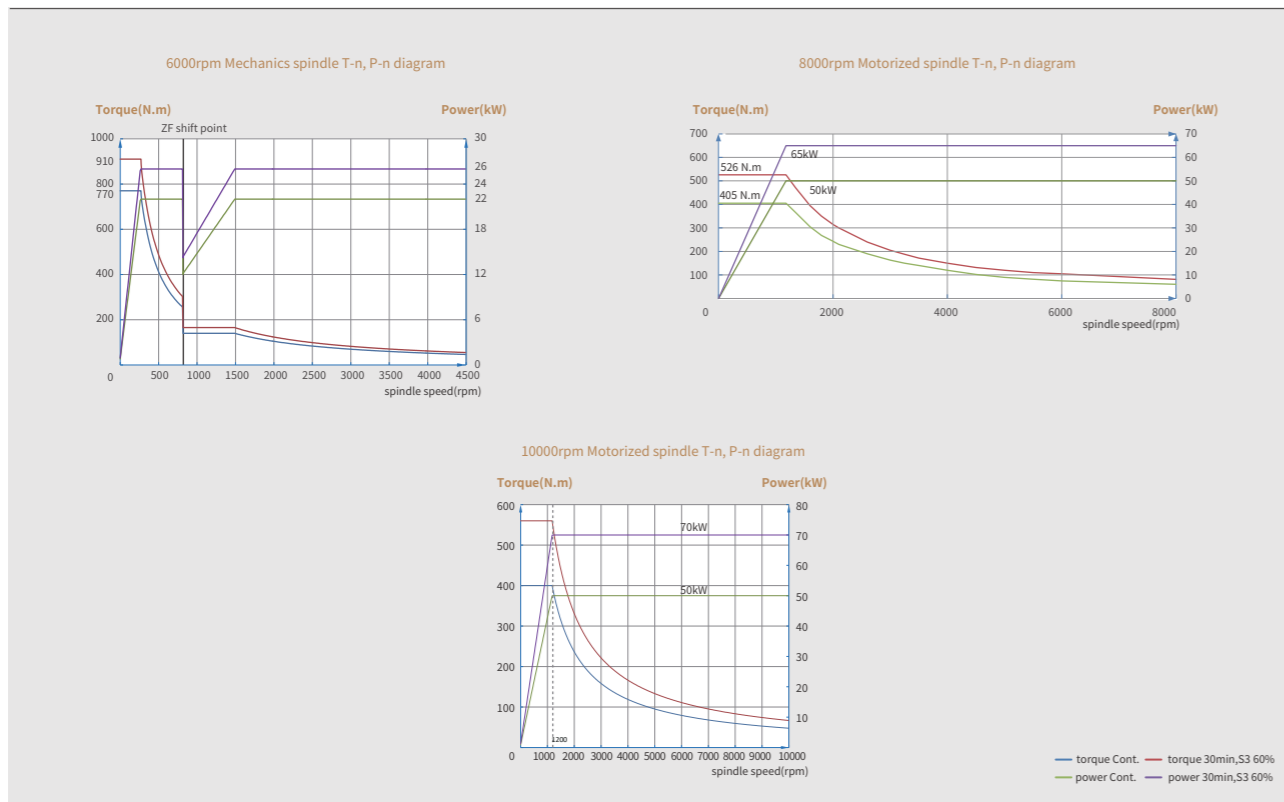 6000rpm Mechanics spindle T-n, P-n diagram
Torque(N.m)
Power(kW)
ZF shift point
1000
910
800
770
600
400
200
0
30
26
24
22
18
12
6
0
500 1000 1500 2000 2500 3000 3500 4000 4500
spindle speed(rpm)
8000rpm Motorized spindle T-n, P-n diagram
Torque(N.m)
Power(kW)
700
600
500
400
300
200
100
0
526 N.m
405 N.m
65kW
50kW
70
60
50
40
30
20
10
0
2000 4000 6000 8000
spindle speed(rpm)
10000rpm Motorized spindle T-n, P-n diagram
Torque(N.m)
Power(kW)
600
500
400
300
200
100
0
70kW
50kW
80
70
60
50
40
30
20
10
1200
1000 2000 3000 4000 5000 6000 7000 8000 9000 10000
spindle speed(rpm)
torque Cont.
torque 30min,S3 60%
power Cont.
power 30min,S3 60%